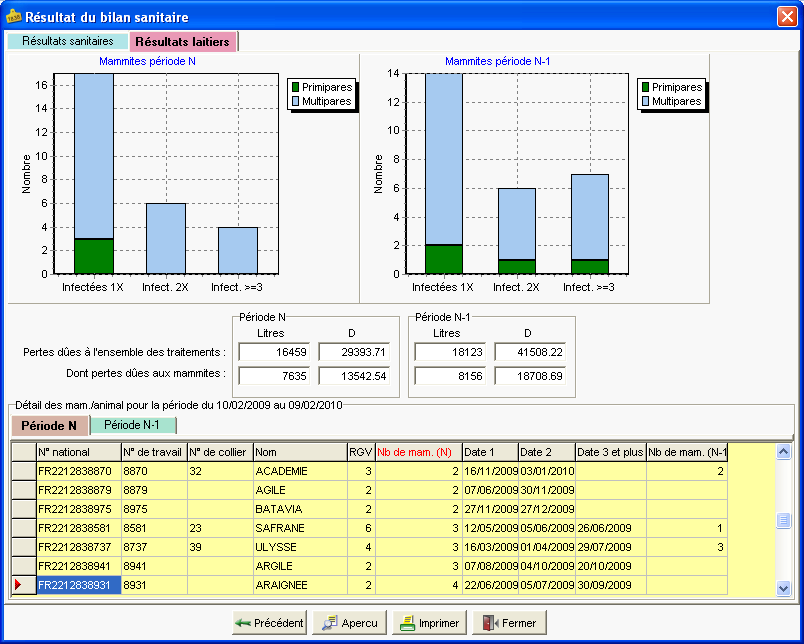 Résultat du bilan sanitaire
Résultats sanitaires Résultats laitiers
Mammites période N
Nombre
16
14
12
10
8
6
4
2
0
Infectées 1X Infect. 2X Infect. >=3
Primipares
Multipares
Mammites période N-1
Nombre
14
12
10
8
6
4
2
0
Infectées 1X Infect. 2X Infect. >=3
Primipares
Multipares
Période N Période N-1
Litres D Litres D
Pertes dûes à l'ensemble des traitements : 16459 29393.71 18123 41508.22
Dont pertes dûes aux mammites : 7635 13542.54 8156 18708.69
Détail des mam./animal pour la période du 10/02/2009 au 09/02/2010
Période N Période N-1
N° national N° de travail N° de collier Nom RGV Nb de mam. (N) Date 1 Date 2 Date 3 et plus Nb de mam. (N-1
FR2212838870 8870 32 ACADEMIE 3 2 16/11/2009 03/01/2010 2
FR2212838879 8879 AGILE 2 2 07/06/2009 30/11/2009
FR2212838975 8975 BATAVIA 2 2 27/11/2009 27/12/2009
FR2212838581 8581 23 SAFRANE 6 3 12/05/2009 05/06/2009 26/06/2009 1
FR2212838737 8737 39 ULYSSE 4 3 16/03/2009 01/04/2009 29/07/2009 3
FR2212838941 8941 ARGILE 2 3 07/08/2009 04/10/2009 20/10/2009
FR2212838931 8931 ARAIGNEE 2 4 22/06/2009 05/07/2009 30/09/2009
Précédent Apercu Imprimer Fermer